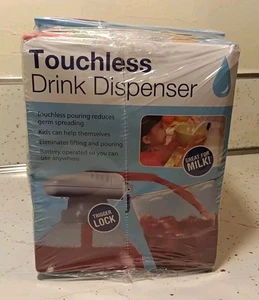 Touchless
Drink Dispenser
Touchless pouring reduces
germ spreading
Kids can help themselves
Eliminates lifting and pouring
Battery operated so you can
use anywhere
GREAT FOR
MILK!
TRIGGER
LOCK